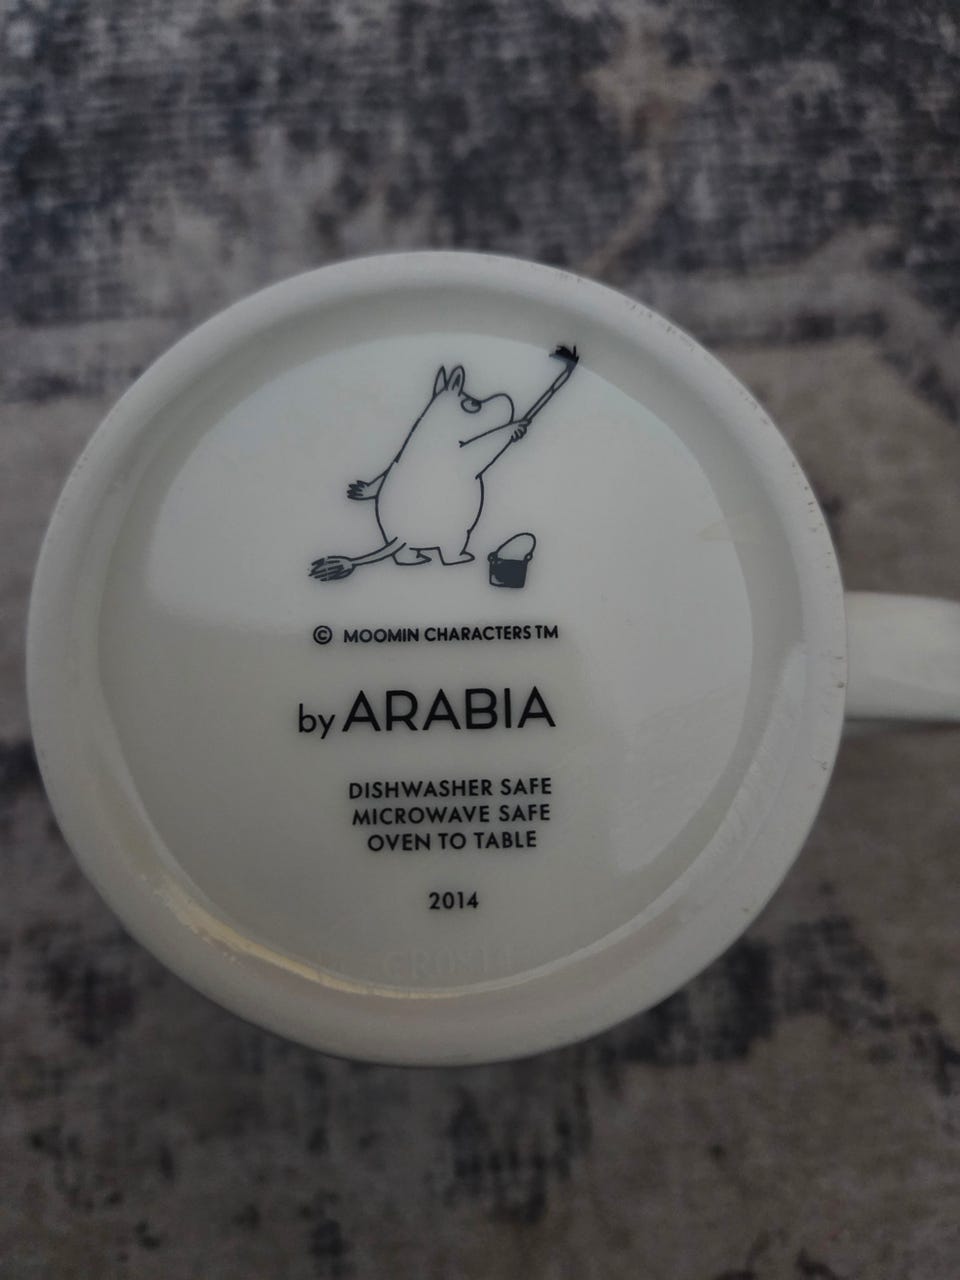 © MOOMIN CHARACTERS TM
by ARABIA
DISHWASHER SAFE
MICROWAVE SAFE
OVEN TO TABLE
2014